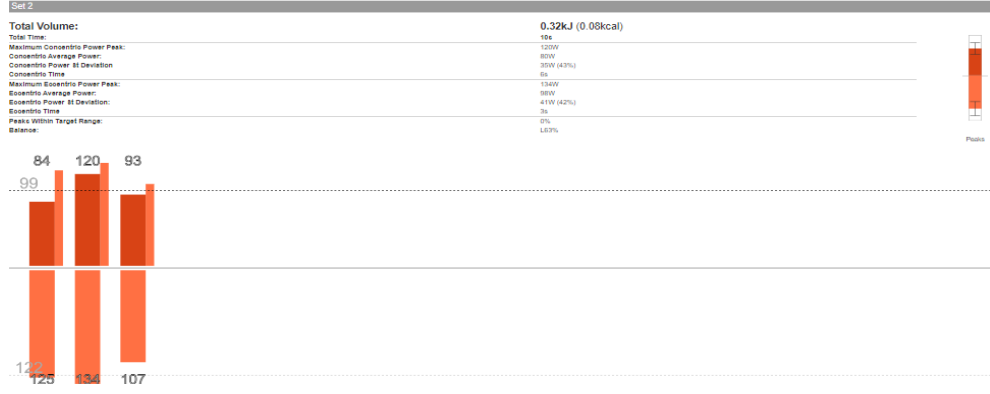 Set 2
Total Volume: 0.32kJ (0.08kcal)
Total Time: 10s
Maximum Concentric Power Peak: 120W
Concentric Average Power: 80W
Concentric Power St Deviation 35W (43%)
Concentric Time 6s
Maximum Eccentric Power Peak: 134W
Eccentric Average Power: 98W
Eccentric Power St Deviation: 41W (42%)
Eccentric Time 3s
Peaks Within Target Range: 0%
Balance: L63%
Peaks
84 120 93
99
122
125 134 107